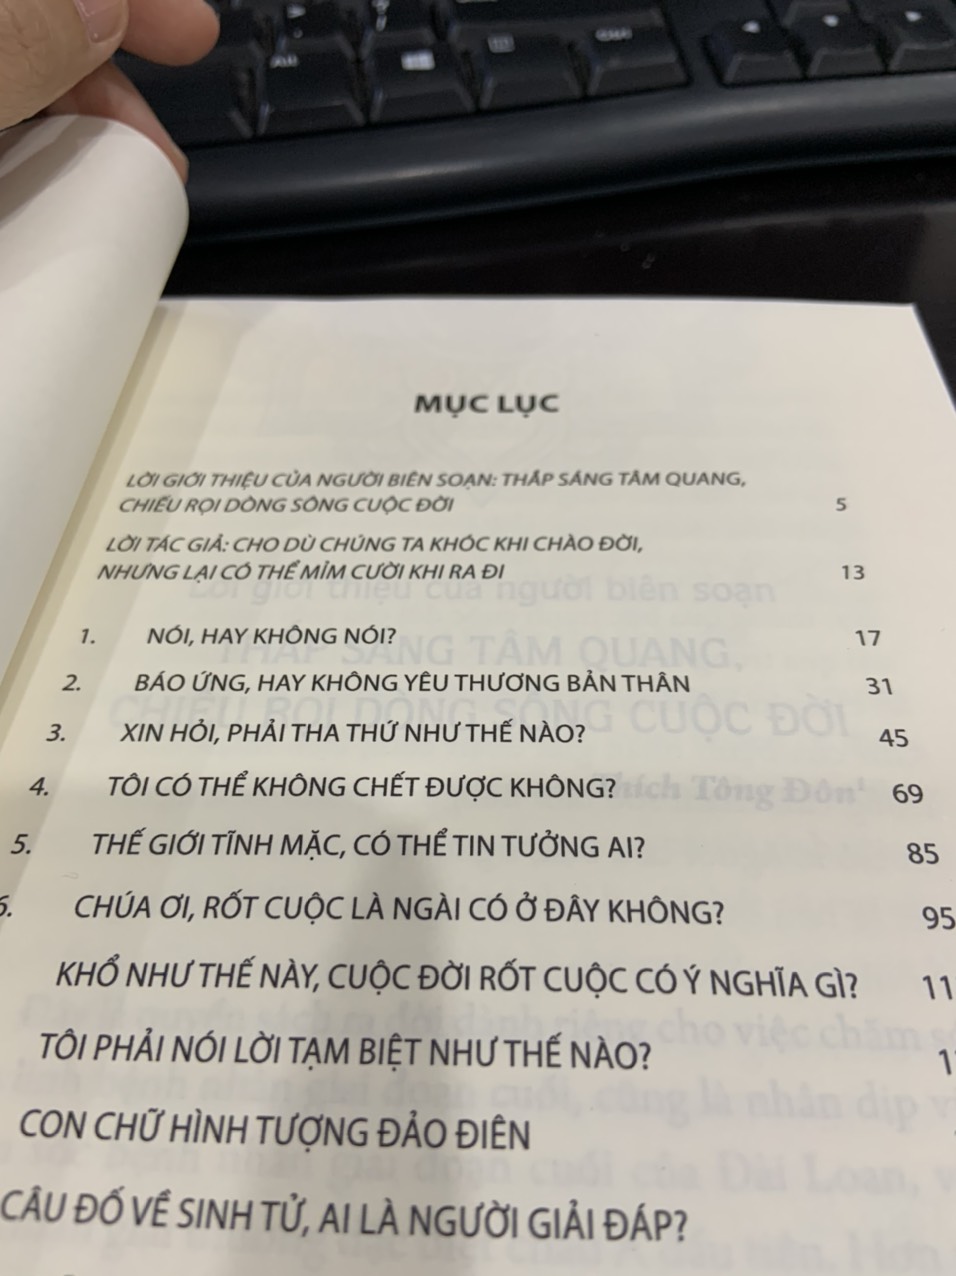 MỤC LỤC
LỜI GIỚI THIỆU CỦA NGƯỜI BIÊN SOẠN: THẮP SÁNG TÂM QUANG,
CHIẾU RỌI DÒNG SÔNG CUỘC ĐỜI 5
LỜI TÁC GIẢ: CHO DÙ CHÚNG TA KHÓC KHI CHÀO ĐỜI,
NHƯNG LẠI CÓ THỂ MỈM CƯỜI KHI RA ĐI 13
1. NÓI, HAY KHÔNG NÓI? 17
2. BÁO ỨNG, HAY KHÔNG YÊU THƯƠNG BẢN THÂN 31
3. XIN HỎI, PHẢI THA THỨ NHƯ THẾ NÀO? 45
4. TÔI CÓ THỂ KHÔNG CHẾT ĐƯỢC KHÔNG? 69
5. THẾ GIỚI TĨNH MẶC, CÓ THỂ TIN TƯỞNG AI? 85
6. CHÚA ƠI, RỐT CUỘC LÀ NGÀI CÓ Ở ĐÂY KHÔNG? 95
KHỔ NHƯ THẾ NÀY, CUỘC ĐỜI RỐT CUỘC CÓ Ý NGHĨA GÌ? 11
TÔI PHẢI NÓI LỜI TẠM BIỆT NHƯ THẾ NÀO? 1
CON CHỮ HÌNH TƯỢNG ĐẢO ĐIÊN
CÂU ĐỐ VỀ SINH TỬ, AI LÀ NGƯỜI GIẢI ĐÁP?